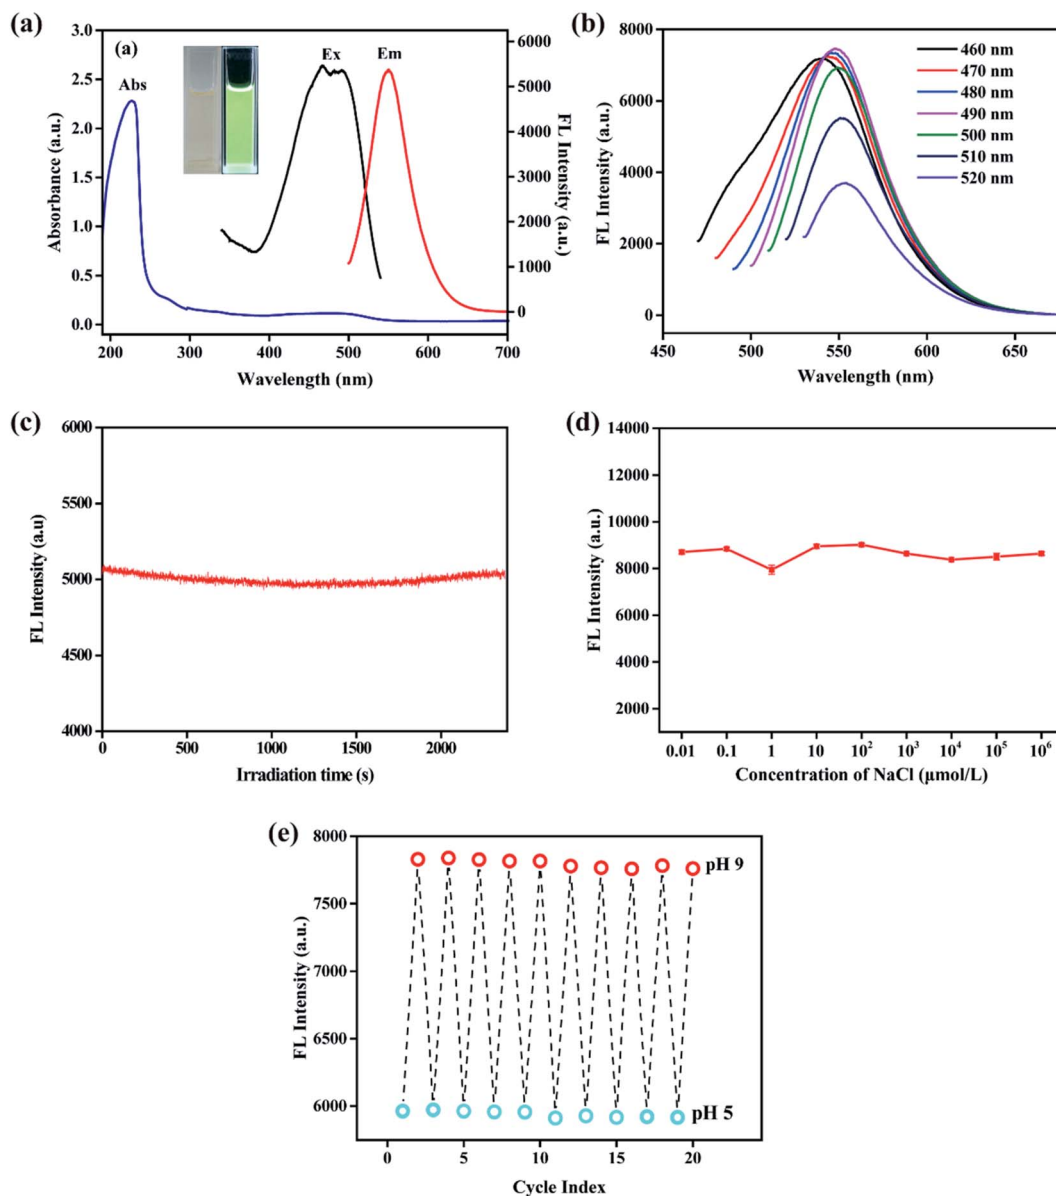 (a)
(a)
Abs
Ex
Em
3.0
2.5
2.0
1.5
1.0
0.5
0.0
Absorbance (a.u.)
6000
5000
4000
3000
2000
1000
0
FL Intensity (a.u.)
200 300 400 500 600 700
Wavelength (nm)
(b)
8000
6000
4000
2000
0
FL Intensity (a.u.)
460 nm
470 nm
480 nm
490 nm
500 nm
510 nm
520 nm
450 500 550 600 650
Wavelength (nm)
(c)
6000
5500
5000
4500
4000
FL Intensity (a.u)
0 500 1000 1500 2000
Irradiation time (s)
(d)
14000
12000
10000
8000
6000
4000
2000
FL Intensity (a.u.)
0.01 0.1 1 10 10² 10³ 10⁴ 10⁵ 10⁶
Concentration of NaCl (μmol/L)
(e)
8000
7500
7000
6500
6000
FL Intensity (a.u.)
pH 9
pH 5
0 5 10 15 20
Cycle Index